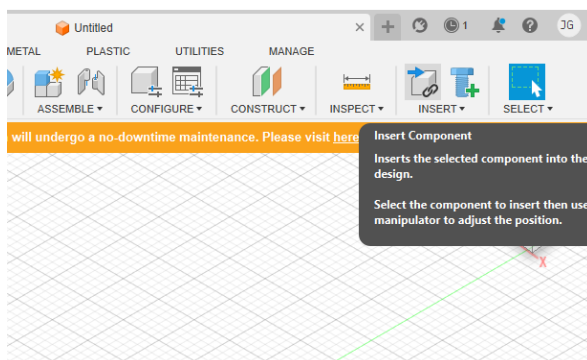 Untitled
1
JG
METAL PLASTIC UTILITIES MANAGE
ASSEMBLE CONFIGURE CONSTRUCT INSPECT INSERT SELECT
will undergo a no-downtime maintenance. Please visit here
Insert Component
Inserts the selected component into the
design.
Select the component to insert then use
manipulator to adjust the position.
X